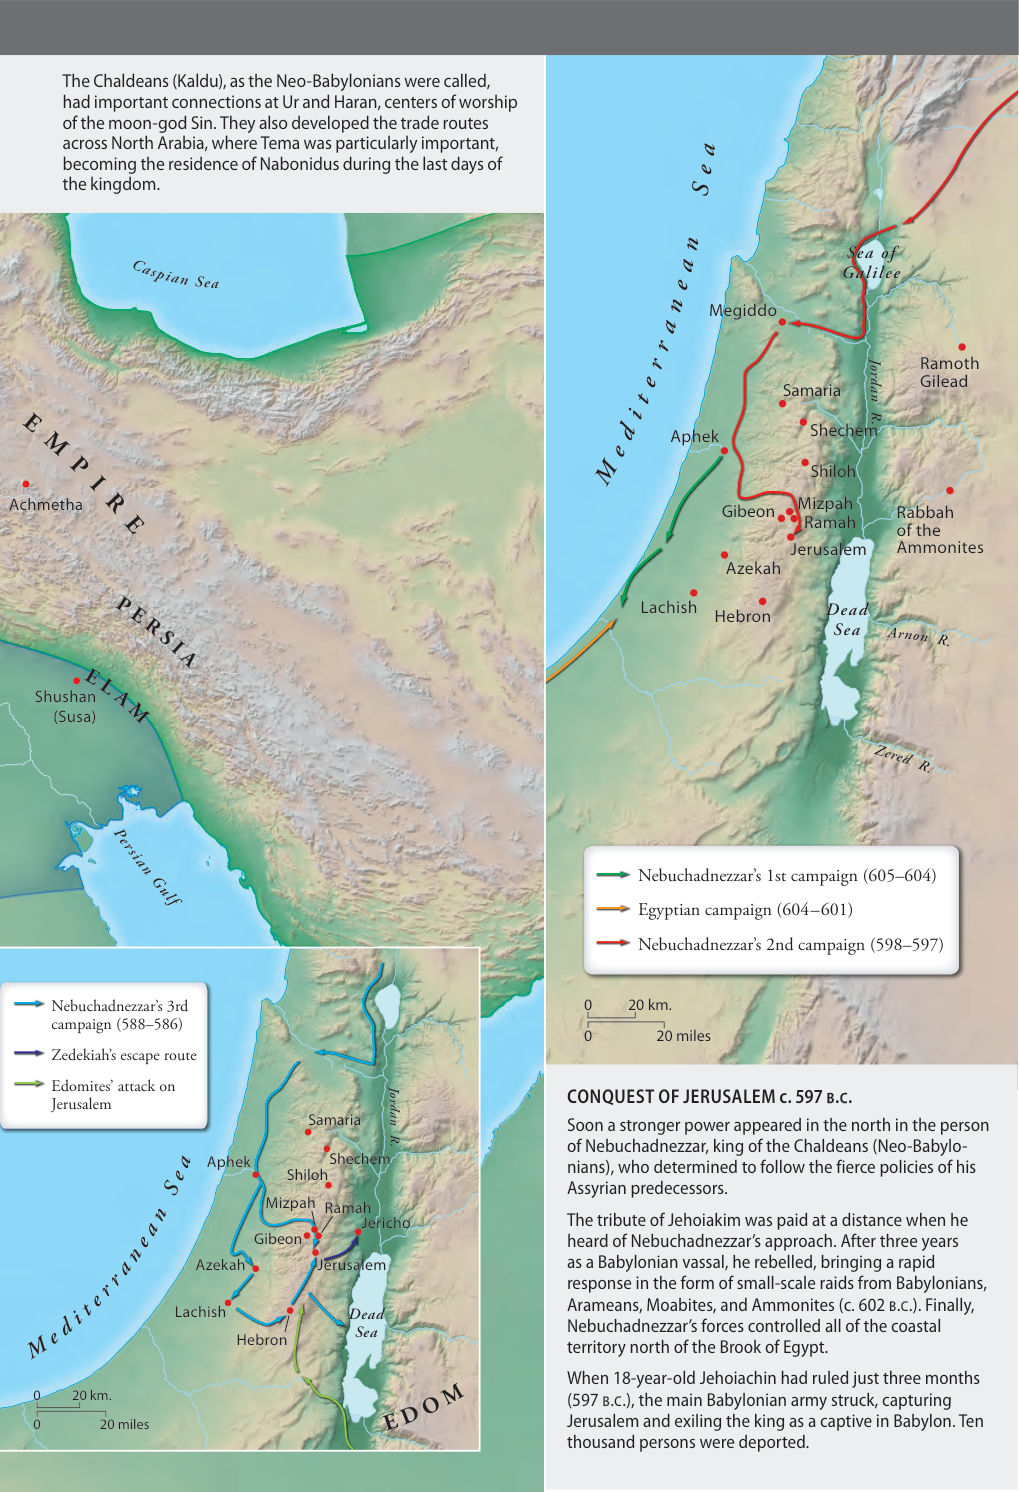 The Chaldeans (Kaldu), as the Neo-Babylonians were called,
had important connections at Ur and Haran, centers of worship
of the moon-god Sin. They also developed the trade routes
across North Arabia, where Tema was particularly important,
becoming the residence of Nabonidus during the last days of
the kingdom.
Caspian Sea
EMPIRE
Achmetha
PERSIA
ELAM
Shushan
(Susa)
Persian Gulf
Mediterranean Sea
Sea of
Galilee
Megiddo
Ramoth
Gilead
Jordan R.
Samaria
Shechem
Aphek
Shiloh
Mizpah
Gibeon
Ramah
Rabbah
of the
Ammonites
Jerusalem
Azekah
Lachish
Hebron
Dead
Sea
Arnon R.
Zered R.
Nebuchadnezzar's 1st campaign (605–604)
Egyptian campaign (604–601)
Nebuchadnezzar's 2nd campaign (598–597)
0 20 km.
0 20 miles
Nebuchadnezzar's 3rd
campaign (588–586)
Zedekiah's escape route
Edomites' attack on
Jerusalem
Mediterranean Sea
Jordan R.
Samaria
Aphek
Shechem
Shiloh
Mizpah
Ramah
Jericho
Gibeon
Azekah
Jerusalem
Lachish
Hebron
Dead
Sea
EDOM
0 20 km.
0 20 miles
CONQUEST OF JERUSALEM c. 597 B.C.
Soon a stronger power appeared in the north in the person
of Nebuchadnezzar, king of the Chaldeans (Neo-Babylo-
nians), who determined to follow the fierce policies of his
Assyrian predecessors.
The tribute of Jehoiakim was paid at a distance when he
heard of Nebuchadnezzar's approach. After three years
as a Babylonian vassal, he rebelled, bringing a rapid
response in the form of small-scale raids from Babylonians,
Arameans, Moabites, and Ammonites (c. 602 B.C.). Finally,
Nebuchadnezzar's forces controlled all of the coastal
territory north of the Brook of Egypt.
When 18-year-old Jehoiachin had ruled just three months
(597 B.C.), the main Babylonian army struck, capturing
Jerusalem and exiling the king as a captive in Babylon. Ten
thousand persons were deported.